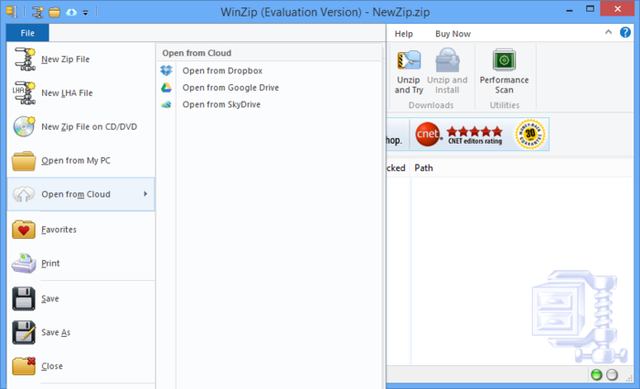 WinZip (Evaluation Version) - NewZip.zip
File
Help
Buy Now
New Zip File
New LHA File
New Zip File on CD/DVD
Open from My PC
Open from Cloud
Favorites
Print
Save
Save As
Close
Open from Cloud
Open from Dropbox
Open from Google Drive
Open from SkyDrive
Unzip and Try
Unzip and Install
Downloads
Performance Scan
Utilities
hop.
cnet
CNET editors rating
30
cked
Path
LHA